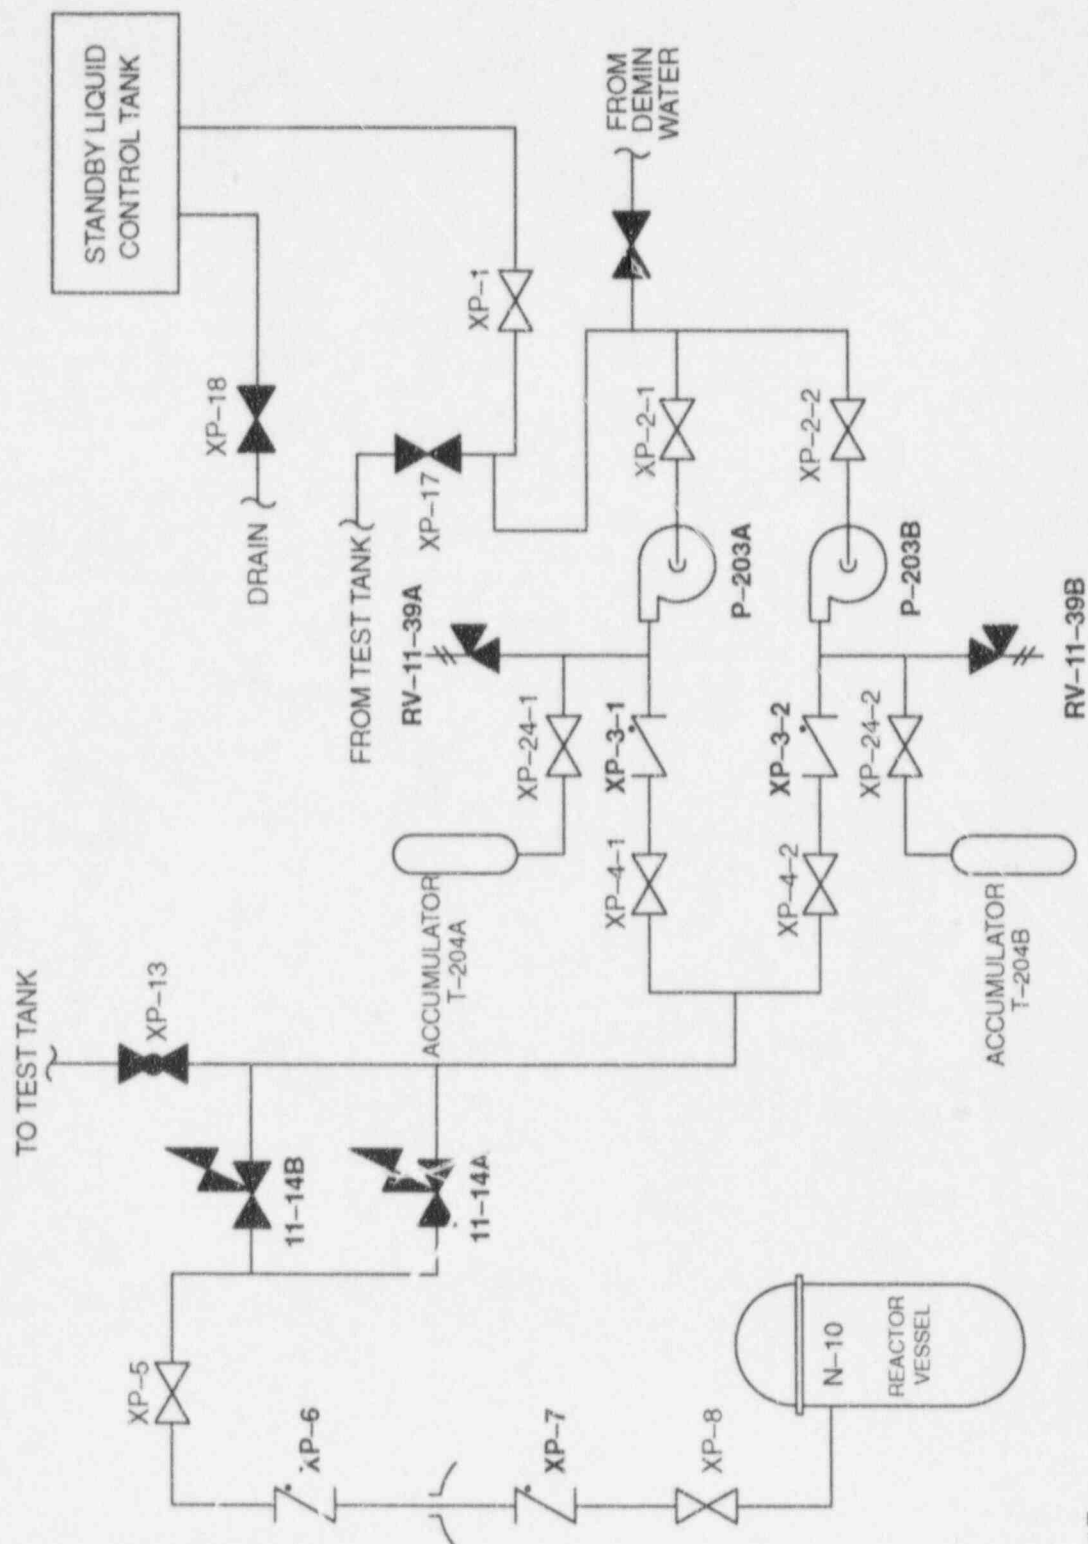 STANDBY LIQUID
CONTROL TANK
FROM
DEMIN
WATER
XP-1
XP-18
DRAIN
XP-17
FROM TEST TANK
XP-2-1
XP-2-2
P-203A
P-203B
RV-11-39A
RV-11-39B
XP-24-1
XP-3-1
XP-3-2
XP-24-2
XP-4-1
XP-4-2
ACCUMULATOR
T-204A
ACCUMULATOR
T-204B
TO TEST TANK
XP-13
11-14B
11-14A
XP-5
XP-6
XP-7
XP-8
N-10
REACTOR
VESSEL